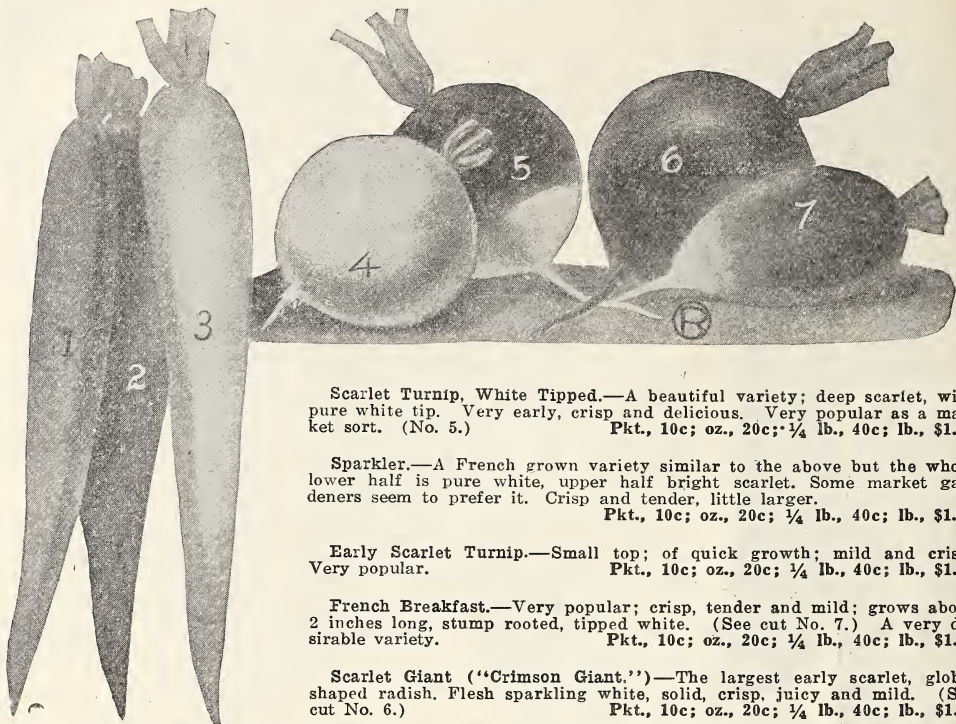 5
6
7
4
3
1
2
R
Scarlet Turnip, White Tipped.—A beautiful variety; deep scarlet, wi
pure white tip. Very early, crisp and delicious. Very popular as a ma
ket sort. (No. 5.) Pkt., 10c; oz., 20c; ¼ lb., 40c; lb., $1.
Sparkler.—A French grown variety similar to the above but the who
lower half is pure white, upper half bright scarlet. Some market ga
deners seem to prefer it. Crisp and tender, little larger.
Pkt., 10c; oz., 20c; ¼ lb., 40c; lb., $1.
Early Scarlet Turnip.—Small top; of quick growth; mild and cris
Very popular. Pkt., 10c; oz., 20c; ¼ lb., 40c; lb., $1.
French Breakfast.—Very popular; crisp, tender and mild; grows abo
2 inches long, stump rooted, tipped white. (See cut No. 7.) A very d
sirable variety. Pkt., 10c; oz., 20c; ¼ lb., 40c; lb., $1.
Scarlet Giant ("Crimson Giant.")—The largest early scarlet, glob
shaped radish. Flesh sparkling white, solid, crisp, juicy and mild. (S
cut No. 6.) Pkt., 10c; oz., 20c; ¼ lb., 40c; lb., $1.